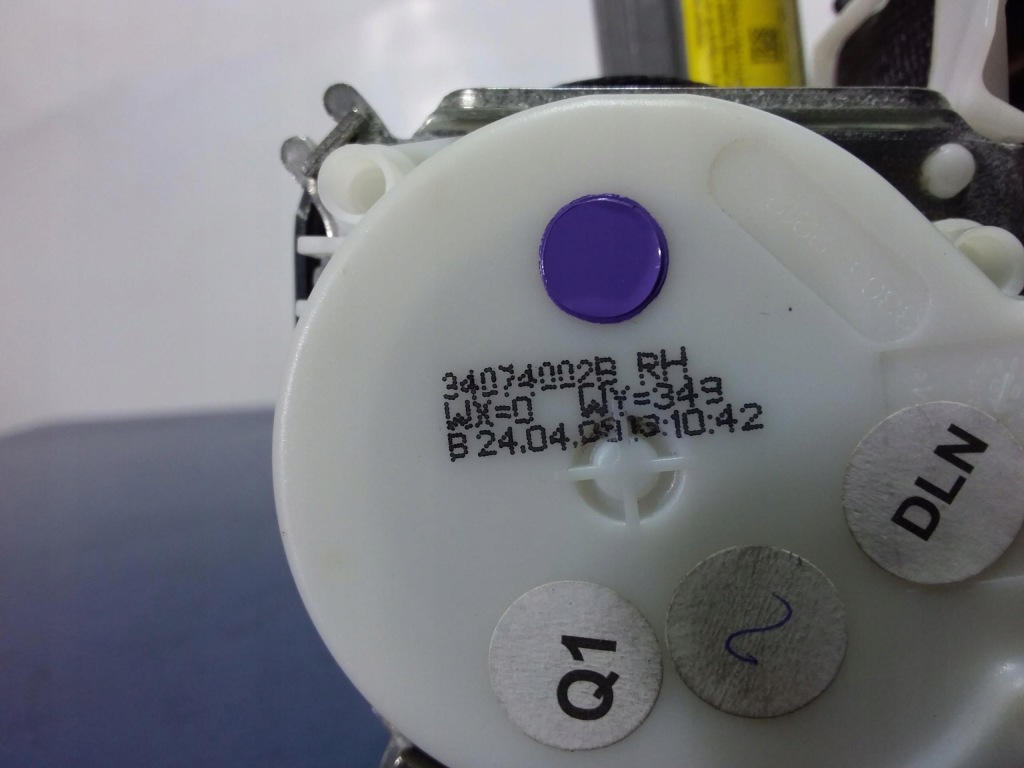 34074002B RH
WX=0 WY=349
B 24.04. :10:42
DLN
Q1